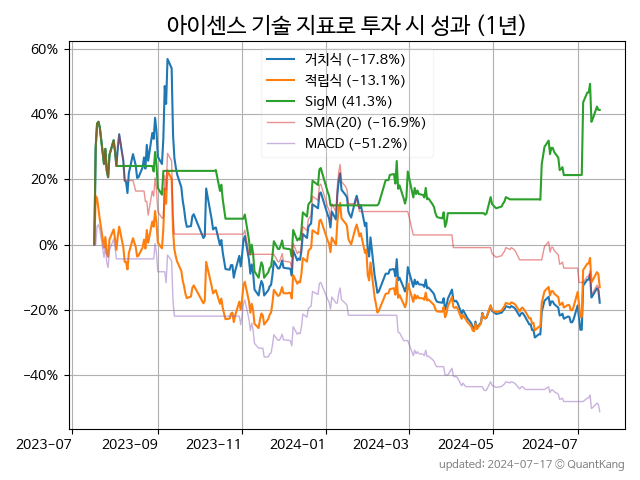 아이센스 기술 지표로 투자 시 성과 (1년)
60%
40%
20%
0%
−20%
−40%
거치식 (−17.8%)
적립식 (−13.1%)
SigM (41.3%)
SMA(20) (−16.9%)
MACD (−51.2%)
2023-07 2023-09 2023-11 2024-01 2024-03 2024-05 2024-07
updated: 2024-07-17 © QuantKang